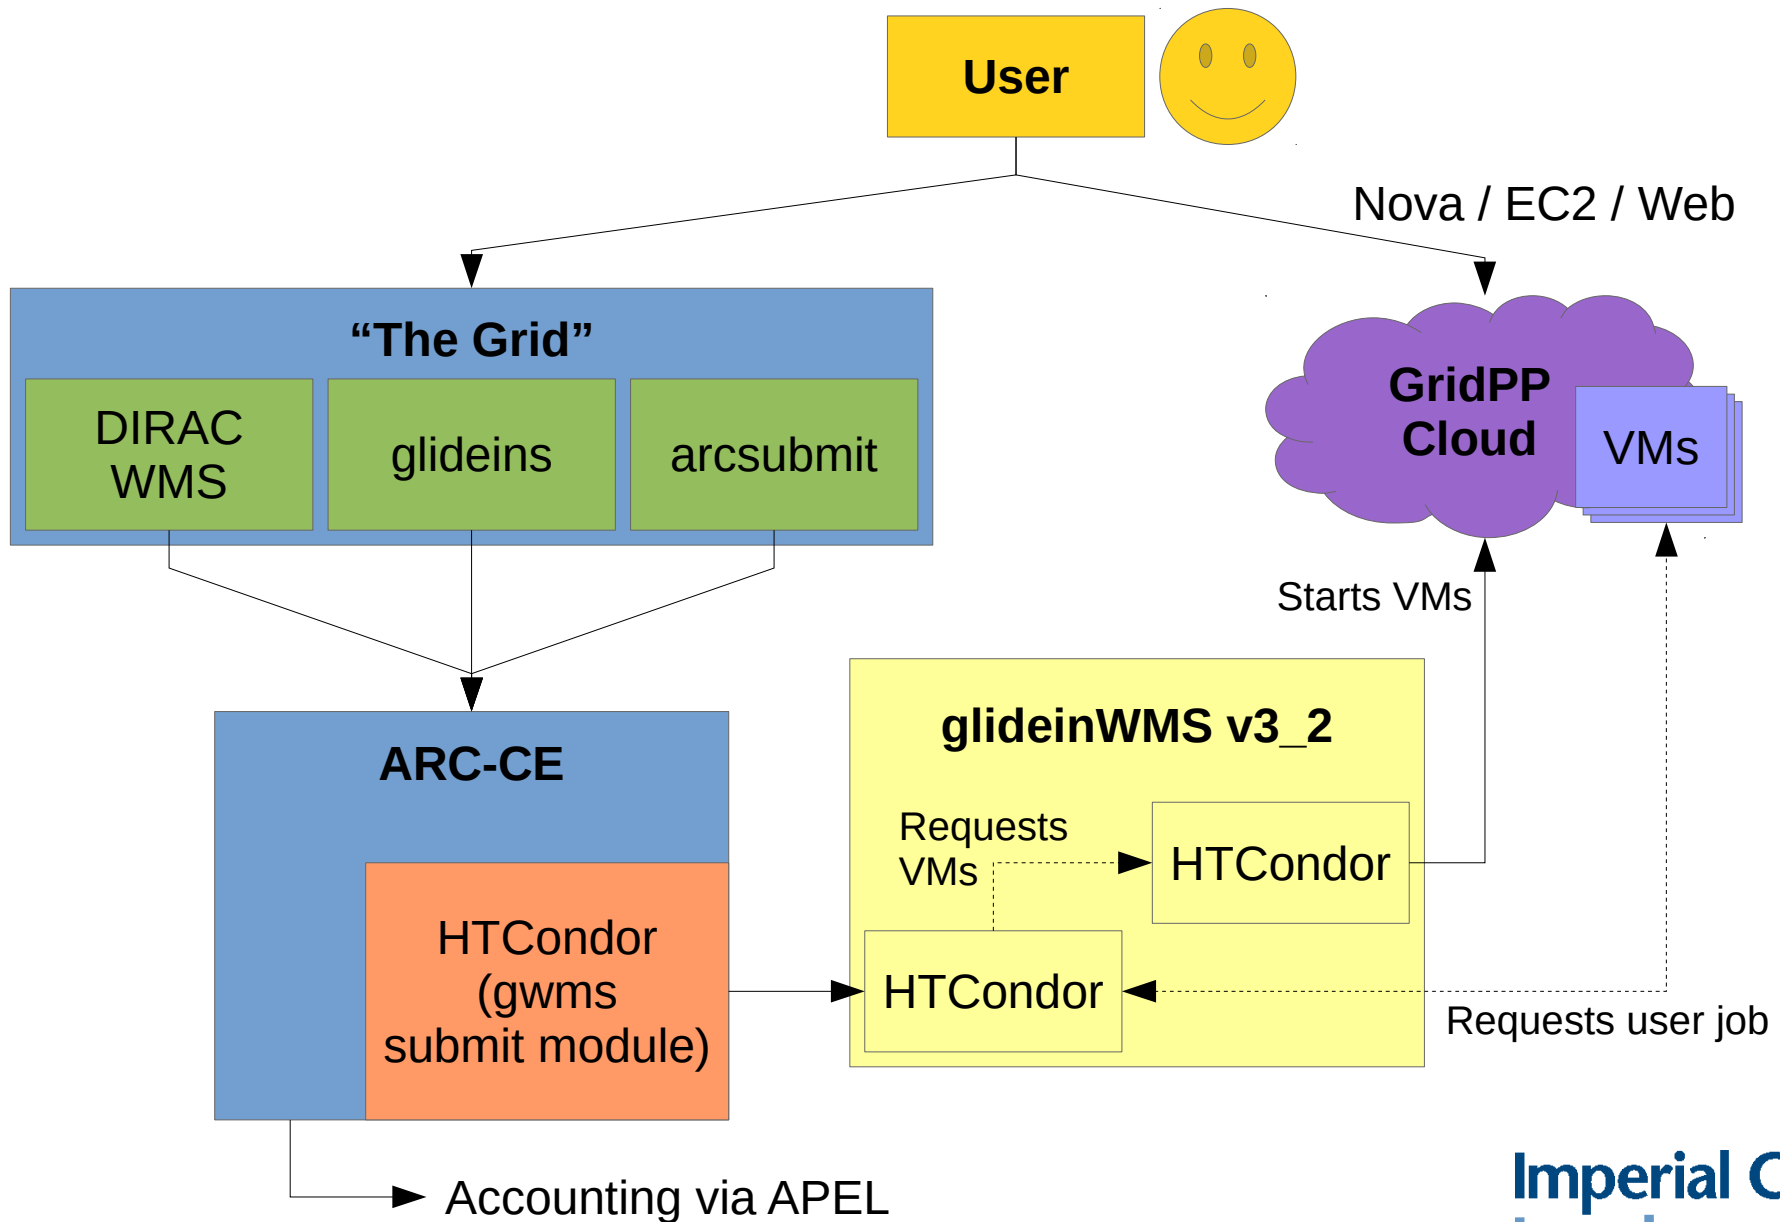 User
Nova / EC2 / Web
“The Grid”
DIRAC
WMS
glideins
arcsubmit
GridPP
Cloud
VMs
Starts VMs
ARC-CE
HTCondor
(gwms
submit module)
glideinWMS v3_2
Requests
VMs
HTCondor
HTCondor
Requests user job
Accounting via APEL
Imperial